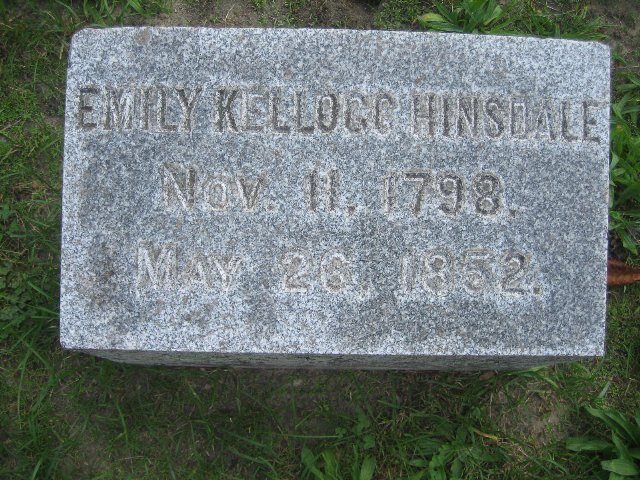 EMILY KELLOGG HINSDALE
NOV. 11, 1798.
MAY 26, 1852.